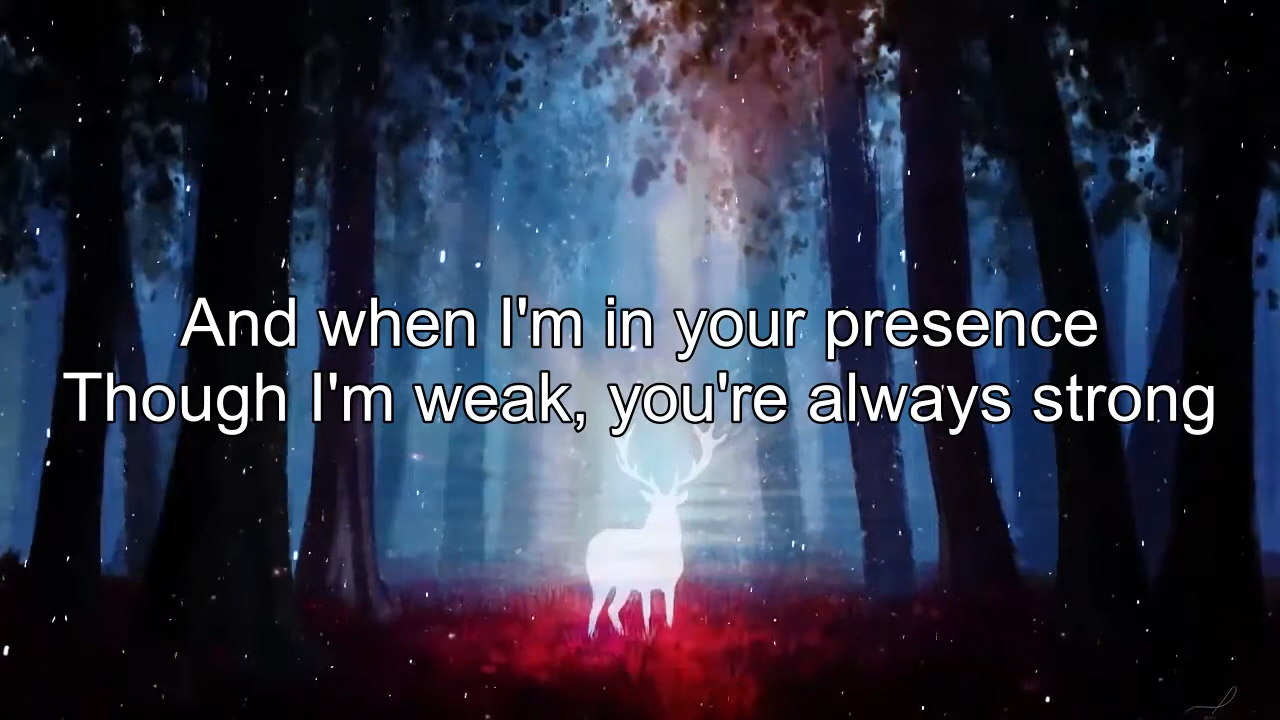 And when I'm in your presence
Though I'm weak, you're always strong